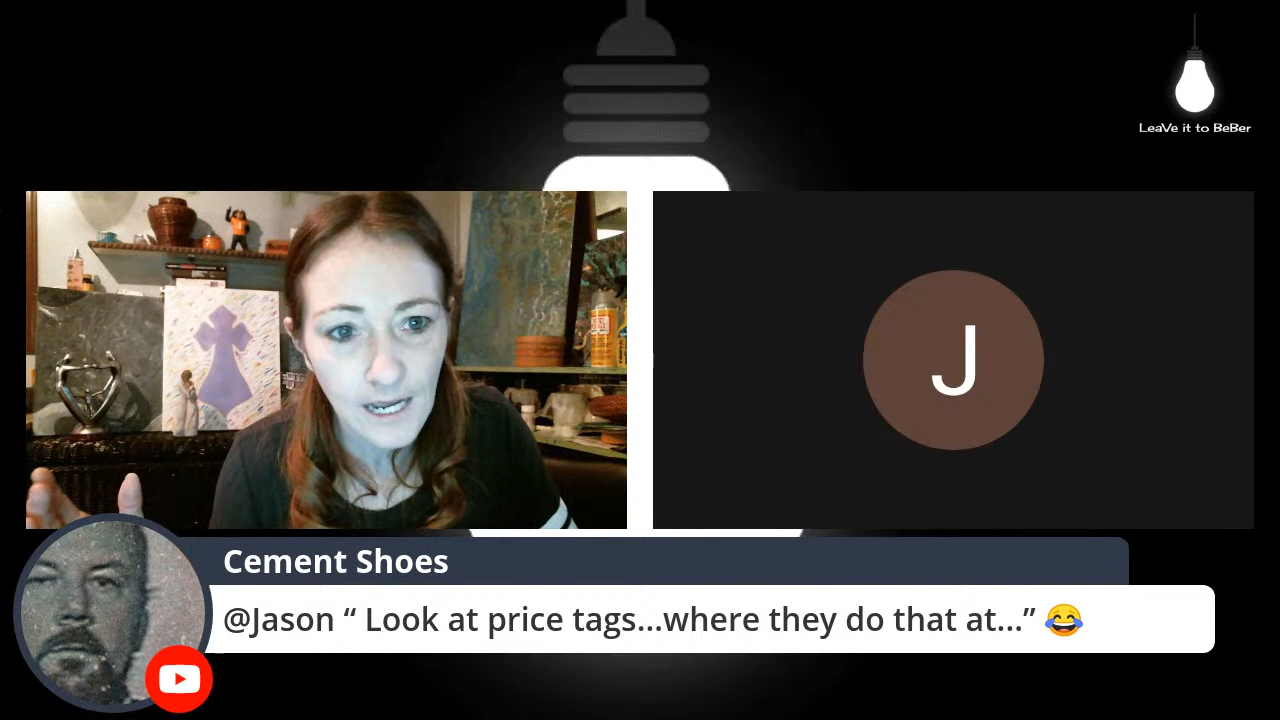 LeaVe it to BeBer
J
Cement Shoes
@Jason “ Look at price tags...where they do that at...” 😂